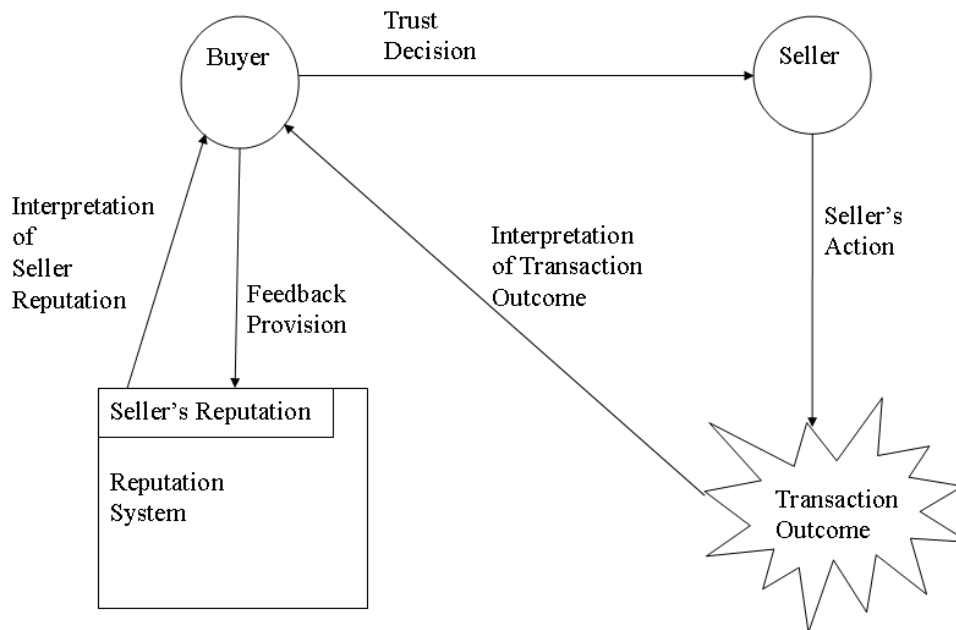 Buyer
Trust
Decision
Seller
Interpretation
of
Seller
Reputation
Feedback
Provision
Interpretation
of Transaction
Outcome
Seller's
Action
Seller's Reputation
Reputation
System
Transaction
Outcome